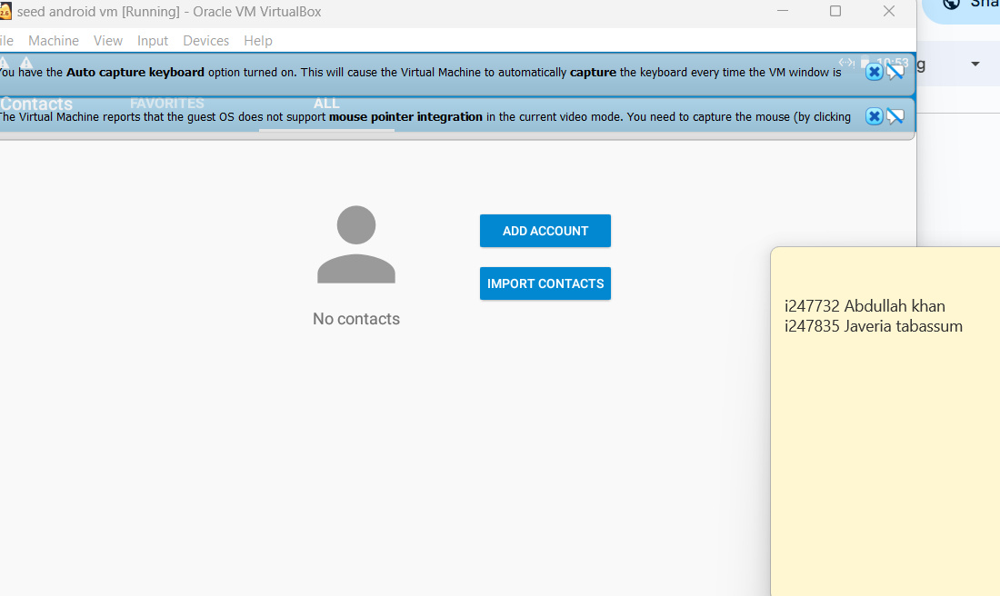 seed android vm [Running] - Oracle VM VirtualBox
ile Machine View Input Devices Help
You have the Auto capture keyboard option turned on. This will cause the Virtual Machine to automatically capture the keyboard every time the VM window is
10:53
g
Contacts FAVORITES ALL
The Virtual Machine reports that the guest OS does not support mouse pointer integration in the current video mode. You need to capture the mouse (by clicking
ADD ACCOUNT
IMPORT CONTACTS
No contacts
i247732 Abdullah khan
i247835 Javeria tabassum